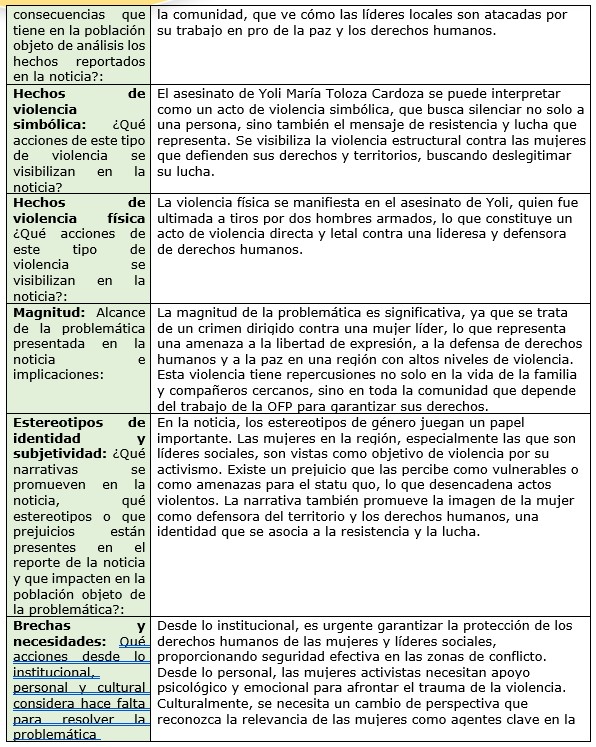 consecuencias que
tiene en la población
objeto de análisis los
hechos reportados
en la noticia?:
la comunidad, que ve cómo las líderes locales son atacadas por
su trabajo en pro de la paz y los derechos humanos.
Hechos de
violencia
simbólica: ¿Qué
acciones de este tipo
de violencia se
visibilizan en la
noticia?
El asesinato de Yoli María Toloza Cardoza se puede interpretar
como un acto de violencia simbólica, que busca silenciar no solo a
una persona, sino también el mensaje de resistencia y lucha que
representa. Se visibiliza la violencia estructural contra las mujeres
que defienden sus derechos y territorios, buscando deslegitimar
su lucha.
Hechos de
violencia física
¿Qué acciones de
este tipo de
violencia se
visibilizan en la
noticia?:
La violencia física se manifiesta en el asesinato de Yoli, quien fue
ultimada a tiros por dos hombres armados, lo que constituye un
acto de violencia directa y letal contra una lideresa y defensora
de derechos humanos.
Magnitud: Alcance
de la problemática
presentada en la
noticia e
implicaciones:
La magnitud de la problemática es significativa, ya que se trata
de un crimen dirigido contra una mujer líder, lo que representa
una amenaza a la libertad de expresión, a la defensa de derechos
humanos y a la paz en una región con altos niveles de violencia.
Esta violencia tiene repercusiones no solo en la vida de la familia
y compañeros cercanos, sino en toda la comunidad que depende
del trabajo de la OFP para garantizar sus derechos.
Estereotipos de
identidad y
subjetividad: ¿Qué
narrativas se
promueven en la
noticia, qué
estereotipos o que
prejuicios están
presentes en el
reporte de la noticia
y que impacten en la
población objeto de
la problemática?:
En la noticia, los estereotipos de género juegan un papel
importante. Las mujeres en la región, especialmente las que son
líderes sociales, son vistas como objetivo de violencia por su
activismo. Existe un prejuicio que las percibe como vulnerables o
como amenazas para el statu quo, lo que desencadena actos
violentos. La narrativa también promueve la imagen de la mujer
como defensora del territorio y los derechos humanos, una
identidad que se asocia a la resistencia y la lucha.
Brechas y
necesidades: Qué
acciones desde lo
institucional,
personal y cultural
considera hace falta
para resolver la
problemática
Desde lo institucional, es urgente garantizar la protección de los
derechos humanos de las mujeres y líderes sociales,
proporcionando seguridad efectiva en las zonas de conflicto.
Desde lo personal, las mujeres activistas necesitan apoyo
psicológico y emocional para afrontar el trauma de la violencia.
Culturalmente, se necesita un cambio de perspectiva que
reconozca la relevancia de las mujeres como agentes clave en la